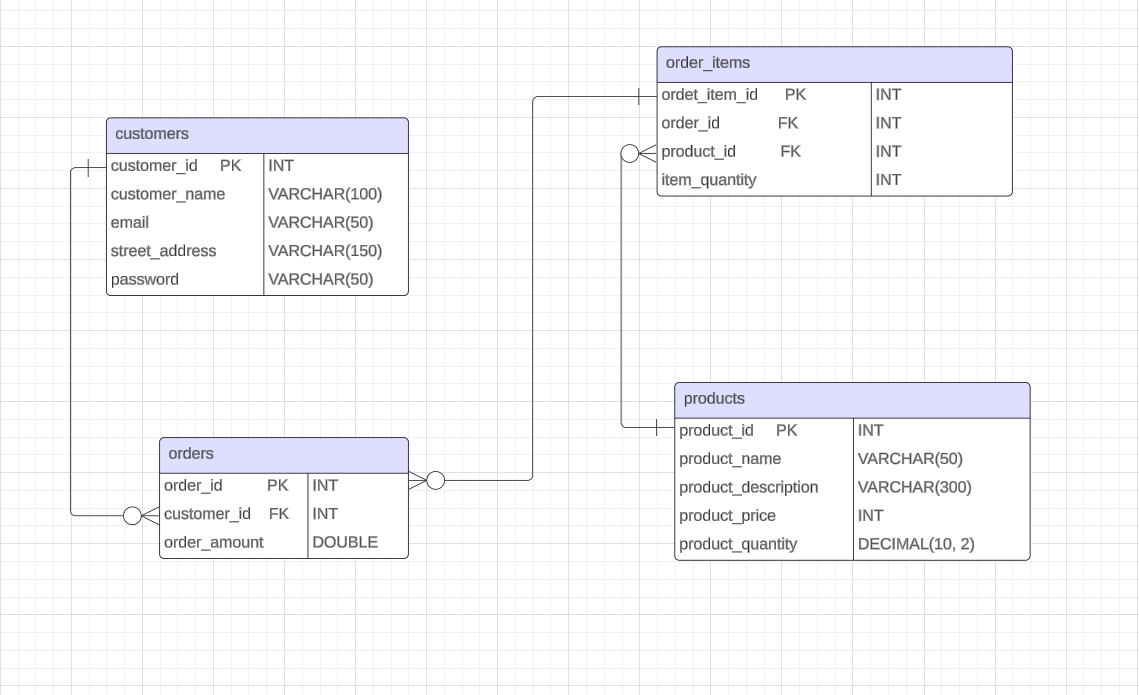 customers
customer_id PK INT
customer_name VARCHAR(100)
email VARCHAR(50)
street_address VARCHAR(150)
password VARCHAR(50)
orders
order_id PK INT
customer_id FK INT
order_amount DOUBLE
order_items
ordet_item_id PK INT
order_id FK INT
product_id FK INT
item_quantity INT
products
product_id PK INT
product_name VARCHAR(50)
product_description VARCHAR(300)
product_price INT
product_quantity DECIMAL(10, 2)